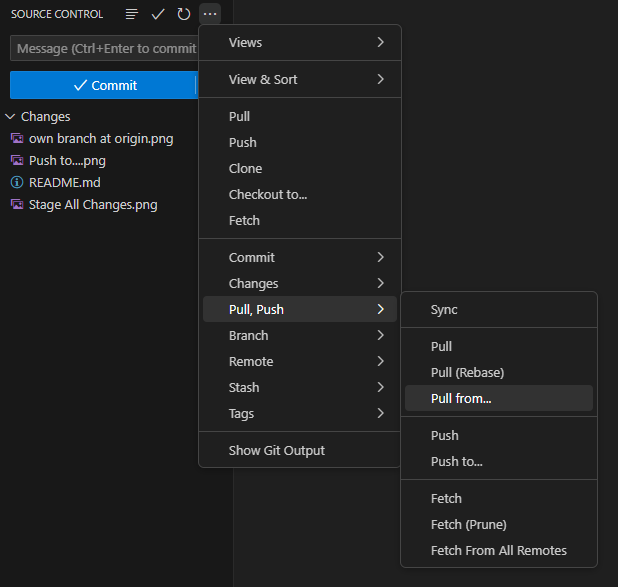 SOURCE CONTROL
Message (Ctrl+Enter to commit
Commit
Changes
own branch at origin.png
Push to....png
README.md
Stage All Changes.png
Views
View & Sort
Pull
Push
Clone
Checkout to...
Fetch
Commit
Changes
Pull, Push
Branch
Remote
Stash
Tags
Show Git Output
Sync
Pull
Pull (Rebase)
Pull from...
Push
Push to...
Fetch
Fetch (Prune)
Fetch From All Remotes